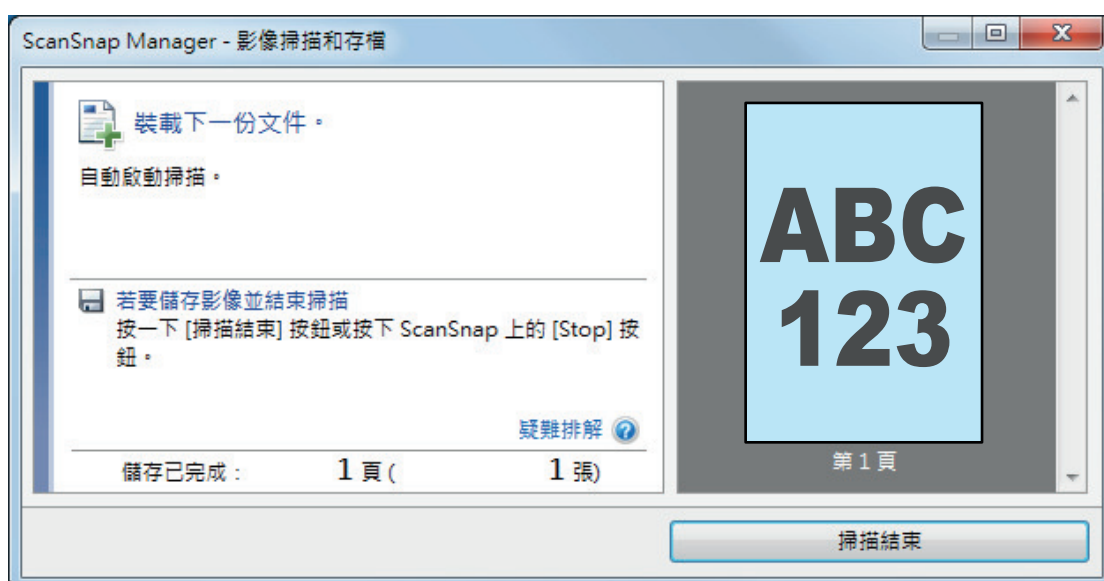 ScanSnap Manager - 影像掃描和存檔
裝載下一份文件。
自動啟動掃描。
若要儲存影像並結束掃描
按一下 [掃描結束] 按鈕或按下 ScanSnap 上的 [Stop] 按
鈕。
疑難排解
儲存已完成： 1 頁 ( 1 張)
ABC
123
第 1 頁
掃描結束